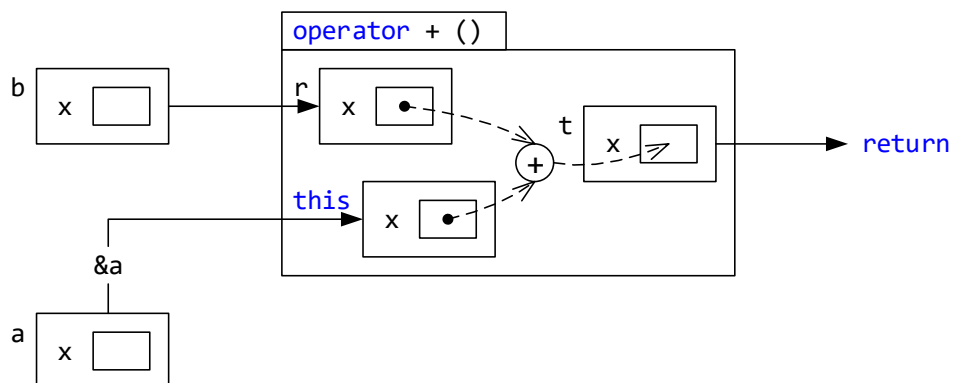 operator + ()
b
x
r
x
t
x
+
return
this
x
&a
a
x